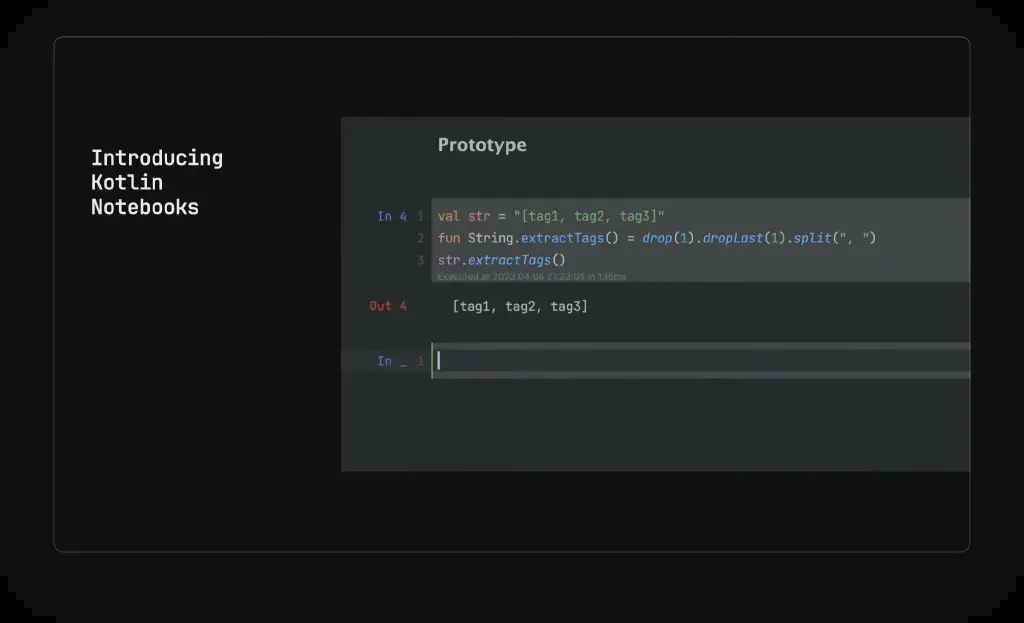 Introducing
Kotlin
Notebooks
Prototype
In 4 1 val str = "[tag1, tag2, tag3]"
2 fun String.extractTags() = drop(1).dropLast(1).split(", ")
3 str.extractTags()
Executed at 2023.04.04 21:23:05 in 136ms
Out 4 [tag1, tag2, tag3]
In _ 1